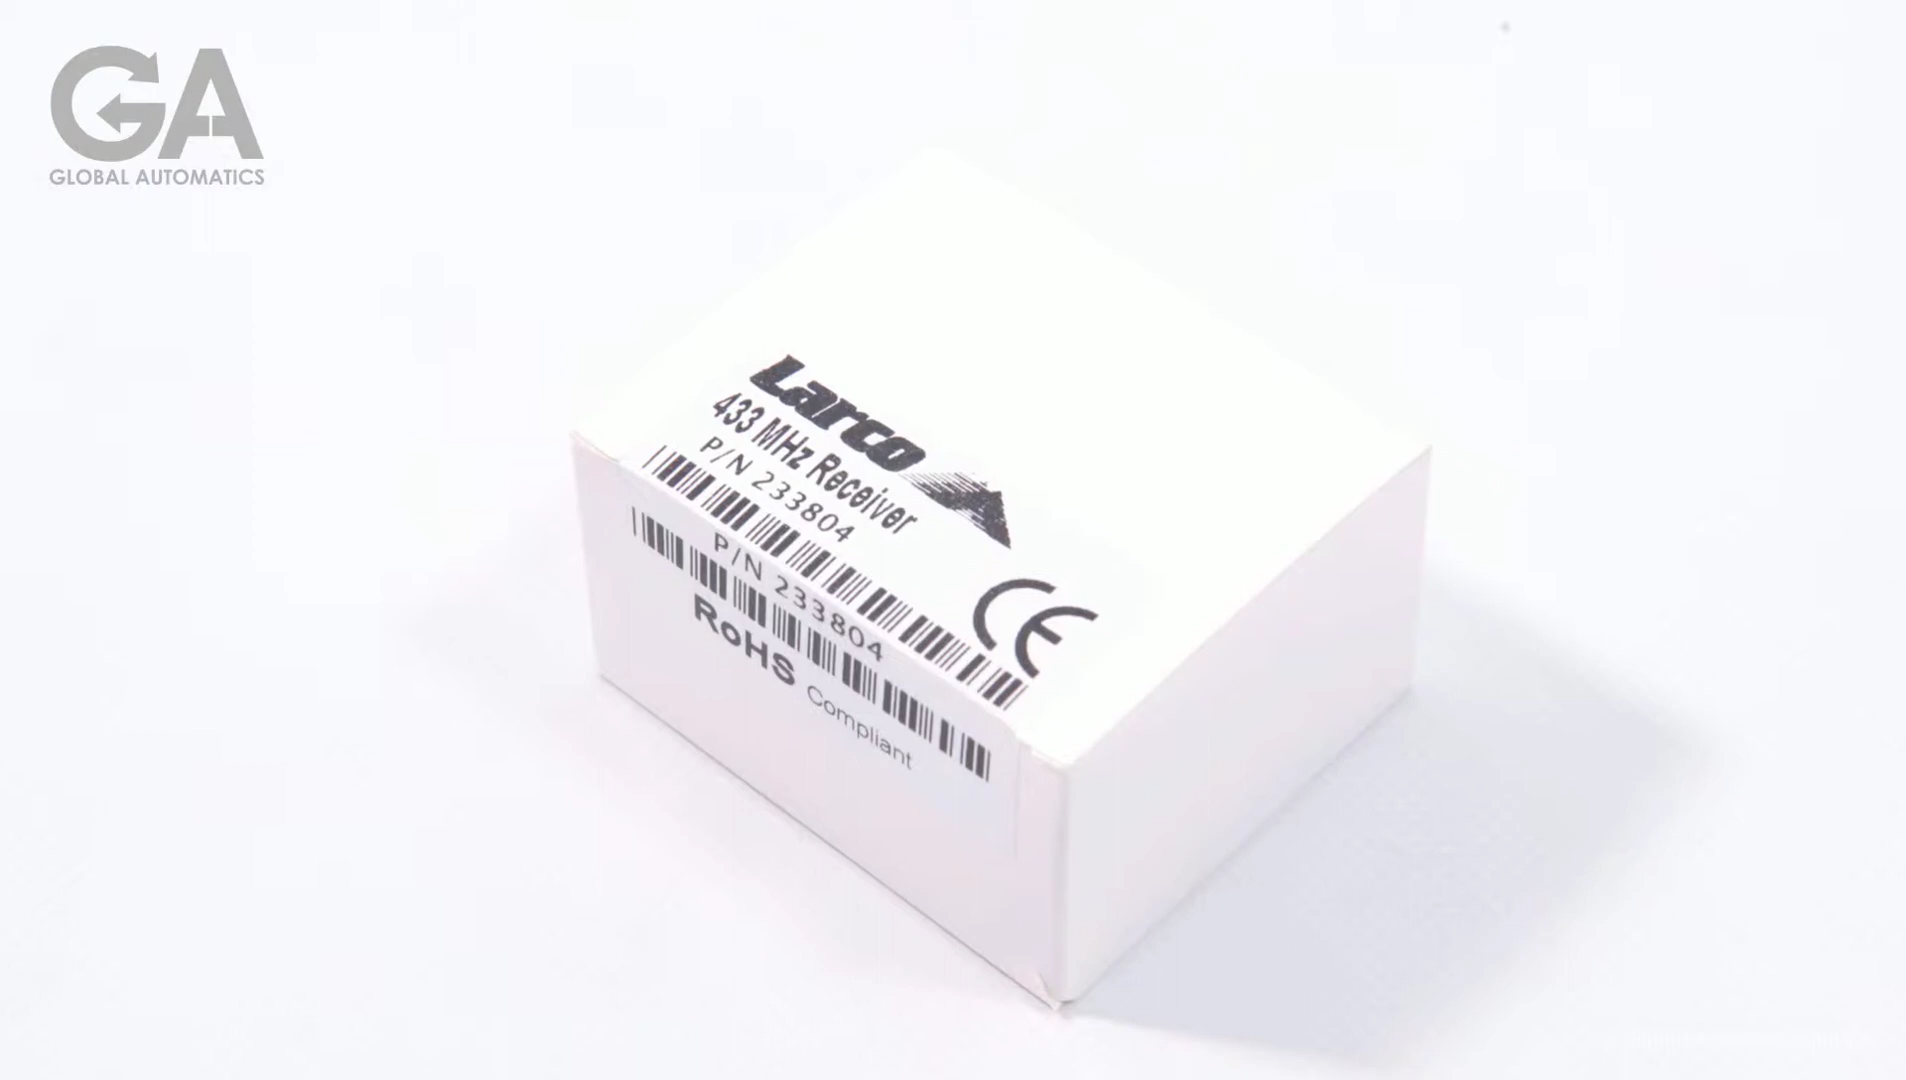 GA
GLOBAL AUTOMATICS
Larco
433 MHz Receiver
P/N 233804
CE
P/N 233804
RoHS Compliant